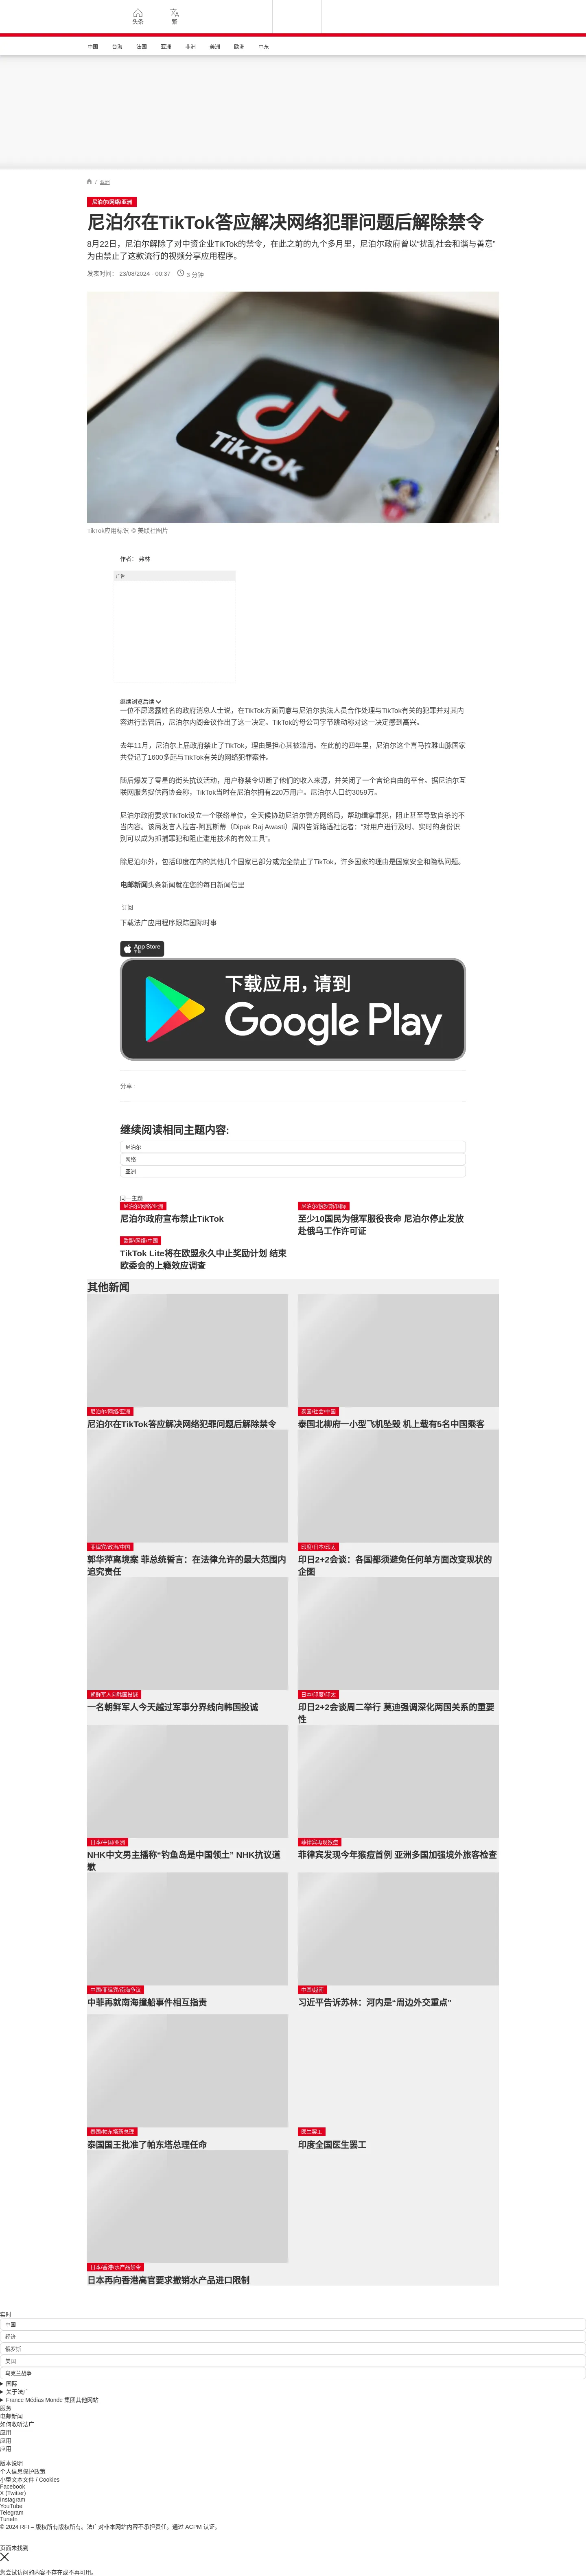 头条
繁
中国
台海
法国
亚洲
非洲
美洲
欧洲
中东
/ 亚洲
尼泊尔/网络/亚洲
尼泊尔在TikTok答应解决网络犯罪问题后解除禁令
8月22日，尼泊尔解除了对中资企业TikTok的禁令，在此之前的九个多月里，尼泊尔政府曾以“扰乱社会和谐与善意”
为由禁止了这款流行的视频分享应用程序。
发表时间： 23/08/2024 - 00:37
3 分钟
TikTok
TikTok应用标识 © 美联社图片
作者： 弗林
广告
继续浏览后续
一位不愿透露姓名的政府消息人士说，在TikTok方面同意与尼泊尔执法人员合作处理与TikTok有关的犯罪并对其内
容进行监管后，尼泊尔内阁会议作出了这一决定。TikTok的母公司字节跳动称对这一决定感到高兴。
去年11月，尼泊尔上届政府禁止了TikTok，理由是担心其被滥用。在此前的四年里，尼泊尔这个喜马拉雅山脉国家
共登记了1600多起与TikTok有关的网络犯罪案件。
随后爆发了零星的街头抗议活动，用户称禁令切断了他们的收入来源，并关闭了一个言论自由的平台。据尼泊尔互
联网服务提供商协会称，TikTok当时在尼泊尔拥有220万用户。尼泊尔人口约3059万。
尼泊尔政府要求TikTok设立一个联络单位，全天候协助尼泊尔警方网络局，帮助缉拿罪犯，阻止甚至导致自杀的不
当内容。该局发言人拉吉-阿瓦斯蒂（Dipak Raj Awasti）周四告诉路透社记者：“对用户进行及时、实时的身份识
别可以成为抓捕罪犯和阻止滥用技术的有效工具”。
除尼泊尔外，包括印度在内的其他几个国家已部分或完全禁止了TikTok，许多国家的理由是国家安全和隐私问题。
电邮新闻头条新闻就在您的每日新闻信里
订阅
下载法广应用程序跟踪国际时事
App Store
下载
下载应用，请到
Google Play
分享 :
继续阅读相同主题内容:
尼泊尔
网络
亚洲
同一主题
尼泊尔/网络/亚洲
尼泊尔政府宣布禁止TikTok
尼泊尔/俄罗斯/国际
至少10国民为俄军服役丧命 尼泊尔停止发放
赴俄乌工作许可证
欧盟/网络/中国
TikTok Lite将在欧盟永久中止奖励计划 结束
欧委会的上瘾效应调查
其他新闻
尼泊尔/网络/亚洲
尼泊尔在TikTok答应解决网络犯罪问题后解除禁令
泰国/社会/中国
泰国北柳府一小型飞机坠毁 机上载有5名中国乘客
菲律宾/政治/中国
郭华萍离境案 菲总统誓言：在法律允许的最大范围内
追究责任
印度/日本/印太
印日2+2会谈：各国都须避免任何单方面改变现状的
企图
朝鲜军人向韩国投诚
一名朝鲜军人今天越过军事分界线向韩国投诚
日本/印度/印太
印日2+2会谈周二举行 莫迪强调深化两国关系的重要
性
日本/中国/亚洲
NHK中文男主播称“钓鱼岛是中国领土” NHK抗议道
歉
菲律宾再现猴痘
菲律宾发现今年猴痘首例 亚洲多国加强境外旅客检查
中国/菲律宾/南海争议
中菲再就南海撞船事件相互指责
中国/越南
习近平告诉苏林：河内是“周边外交重点”
泰国/帕东塔新总理
泰国国王批准了帕东塔总理任命
医生罢工
印度全国医生罢工
日本/香港/水产品禁令
日本再向香港高官要求撤销水产品进口限制
实时
中国
经济
俄罗斯
美国
乌克兰战争
国际
关于法广
France Médias Monde 集团其他网站
服务
电邮新闻
如何收听法广
应用
应用
应用
版本说明
个人信息保护政策
小型文本文件 / Cookies
Facebook
X (Twitter)
Instagram
YouTube
Telegram
TuneIn
© 2024 RFI – 版权所有版权所有。法广对非本网站内容不承担责任。通过 ACPM 认证。
页面未找到
您尝试访问的内容不存在或不再可用。